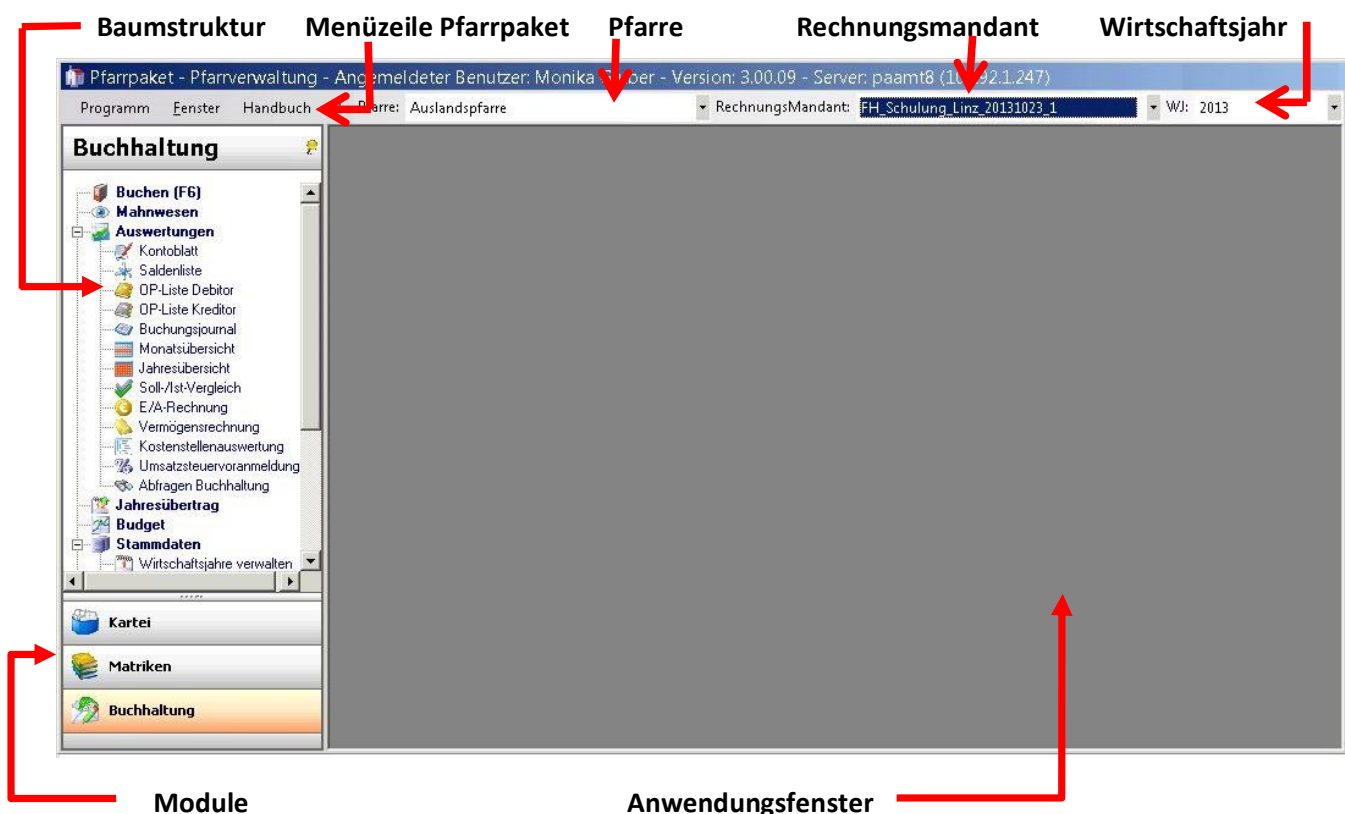 Baumstruktur Menüzeile Pfarrpaket Pfarre Rechnungsmandant Wirtschaftsjahr
Pfarrpaket - Pfarrverwaltung - Angemeldeter Benutzer: Monika - Version: 3.00.09 - Server: paamt8
Programm Fenster Handbuch Pfarre: Auslandspfarre RechnungsMandant: FH_Schulung_Linz_20131023_1 WJ: 2013
Buchhaltung
Buchen (F6)
Mahnwesen
Auswertungen
Kontoblatt
Saldenliste
OP-Liste Debitor
OP-Liste Kreditor
Buchungsjournal
Monatsübersicht
Jahresübersicht
Soll-/Ist-Vergleich
E/A-Rechnung
Vermögensrechnung
Kostenstellenauswertung
Umsatzsteuervoranmeldung
Abfragen Buchhaltung
Jahresübertrag
Budget
Stammdaten
Wirtschaftsjahre verwalten
Kartei
Matriken
Buchhaltung
Module Anwendungsfenster